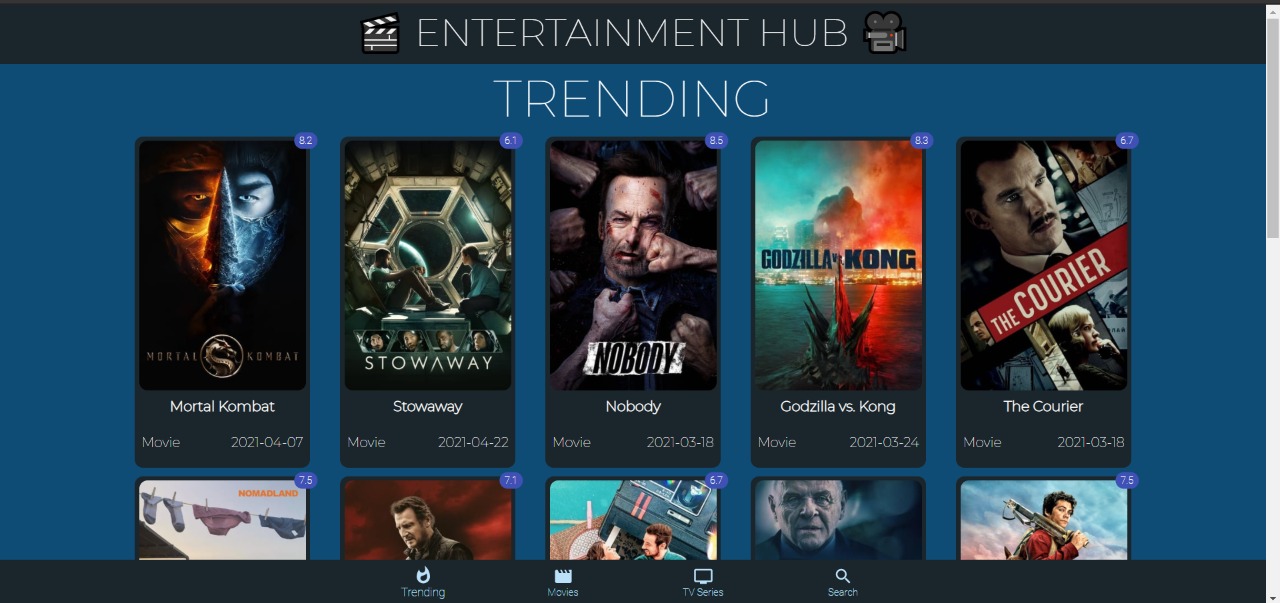 ENTERTAINMENT HUB
TRENDING
8.2
6.1
8.5
8.3
6.7
MORTAL KOMBAT
STOWAWAY
NOBODY
GODZILLA vs. KONG
THE COURIER
Mortal Kombat
Stowaway
Nobody
Godzilla vs. Kong
The Courier
Movie 2021-04-07
Movie 2021-04-22
Movie 2021-03-18
Movie 2021-03-24
Movie 2021-03-18
7.5
7.1
6.7
7.5
NOMADLAND
Trending
Movies
TV Series
Search